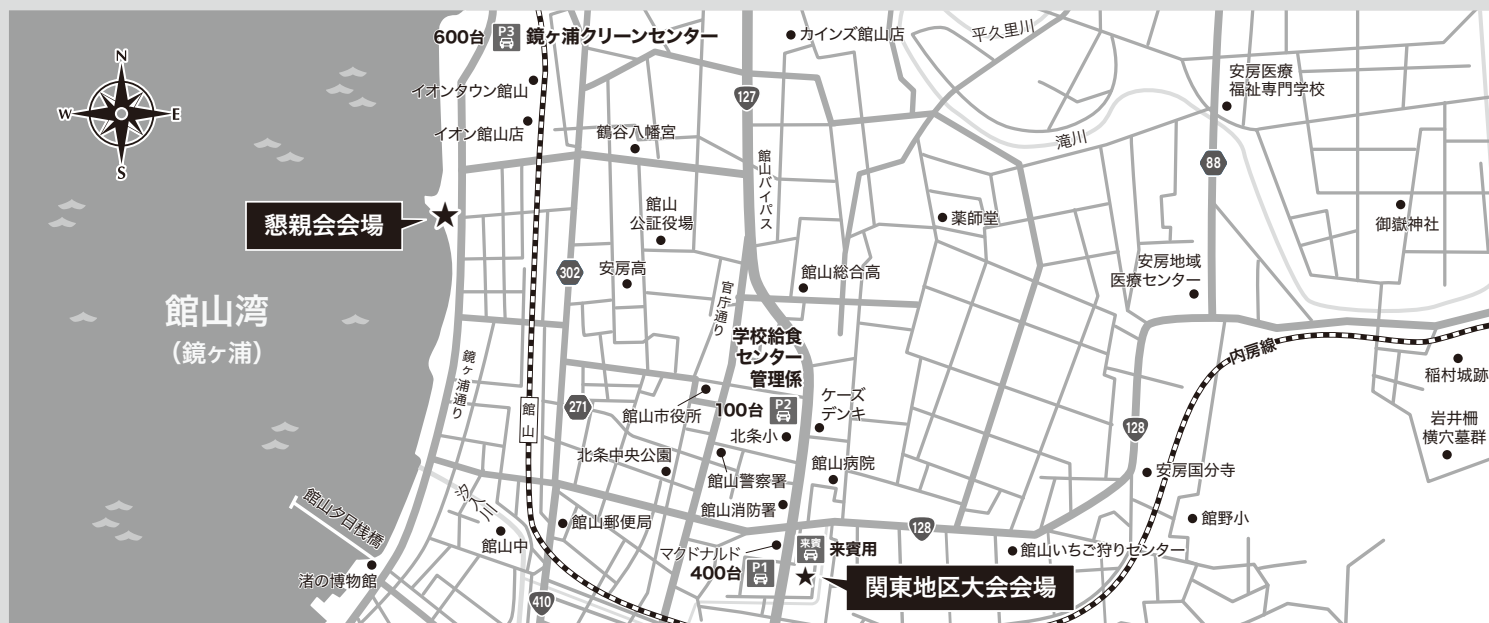 600台 P3 鏡ヶ浦クリーンセンター
カインズ館山店
平久里川
N
W
E
S
イオンタウン館山
イオン館山店
鶴谷八幡宮
127
館山バイパス
滝川
安房医療
福祉専門学校
88
懇親会会場
館山
公証役場
薬師堂
御嶽神社
302
安房高
官庁通り
館山総合高
安房地域
医療センター
館山湾
（鏡ヶ浦）
鏡ヶ浦通り
学校給食
センター
管理係
100台 P2
ケーズ
デンキ
内房線
稲村城跡
館山
271
館山市役所
北条小
128
岩井柵
横穴墓群
北条中央公園
館山警察署
館山病院
安房国分寺
館山夕日桟橋
汐入川
館山中
館山郵便局
館山消防署
128
館野小
マクドナルド
来賓 来賓用
館山いちご狩りセンター
渚の博物館
400台 P1
関東地区大会会場
410